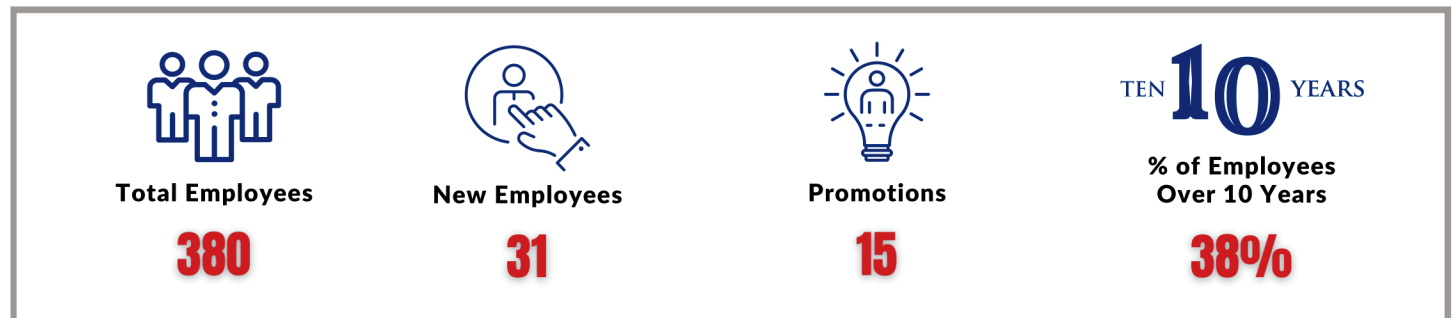 TEN 10 YEARS
Total Employees
380
New Employees
31
Promotions
15
% of Employees
Over 10 Years
38%